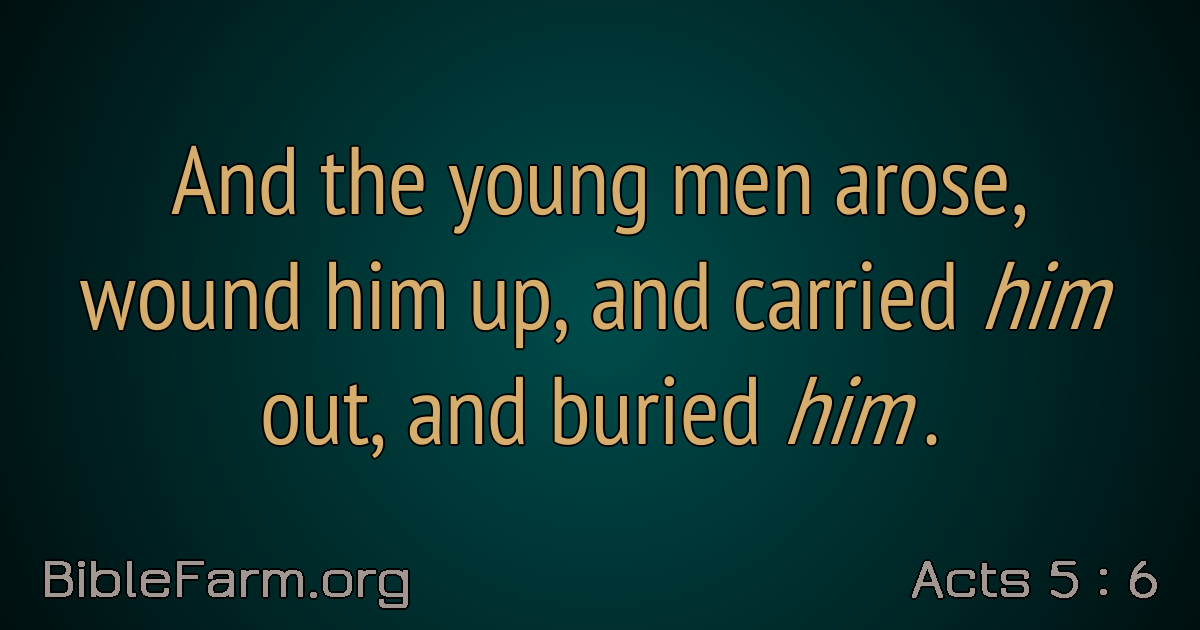 And the young men arose,
wound him up, and carried him
out, and buried him.
BibleFarm.org
Acts 5 : 6